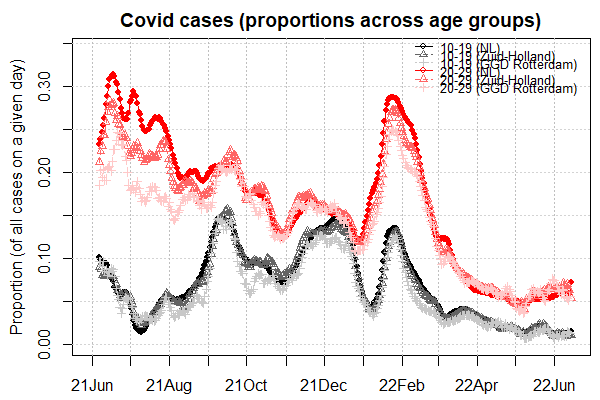 Covid cases (proportions across age groups)
Proportion (of all cases on a given day)
0.30
0.20
0.10
0.00
10-19 (NL)
10-19 (Zuid-Holland)
10-19 (GGD Rotterdam)
20-29 (NL)
20-29 (Zuid-Holland)
20-29 (GGD Rotterdam)
21Jun 21Aug 21Oct 21Dec 22Feb 22Apr 22Jun